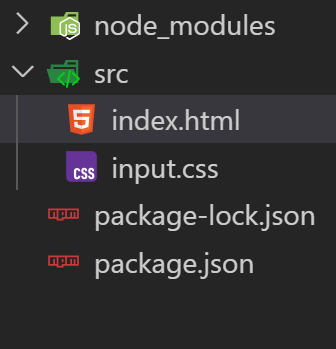 node_modules
src
index.html
input.css
package-lock.json
package.json